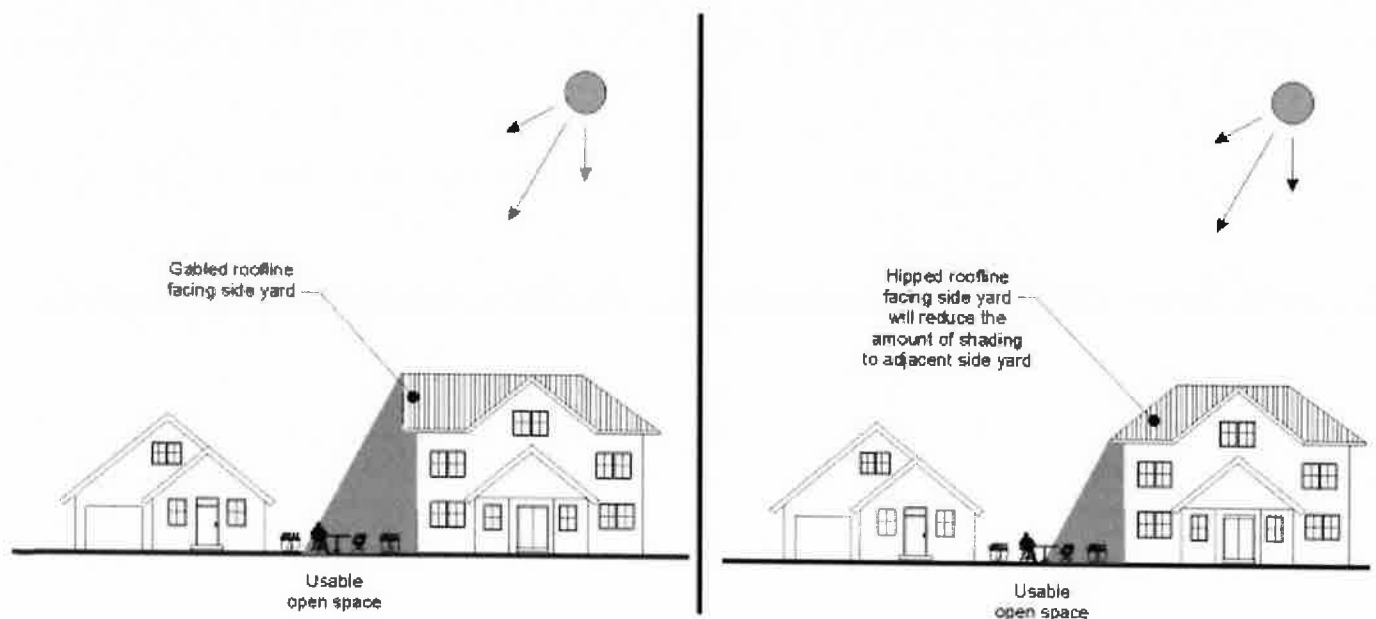 Gabled roofline
facing side yard
Usable
open space
Hipped roofline
facing side yard
will reduce the
amount of shading
to adjacent side yard
Usable
open space